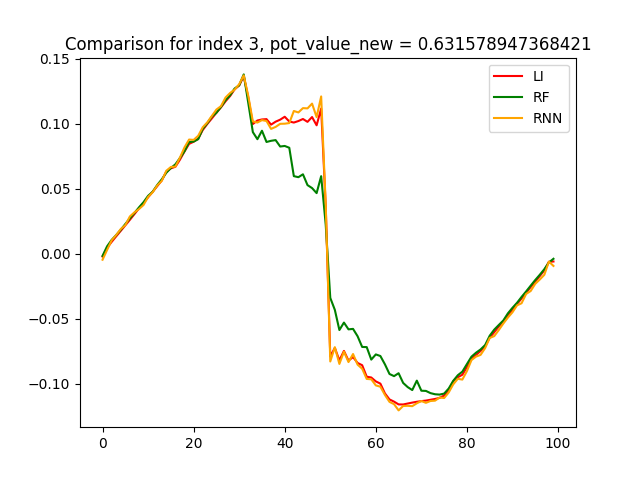 Comparison for index 3, pot_value_new = 0.631578947368421
LI
RF
RNN
0.15
0.10
0.05
0.00
−0.05
−0.10
0 20 40 60 80 100